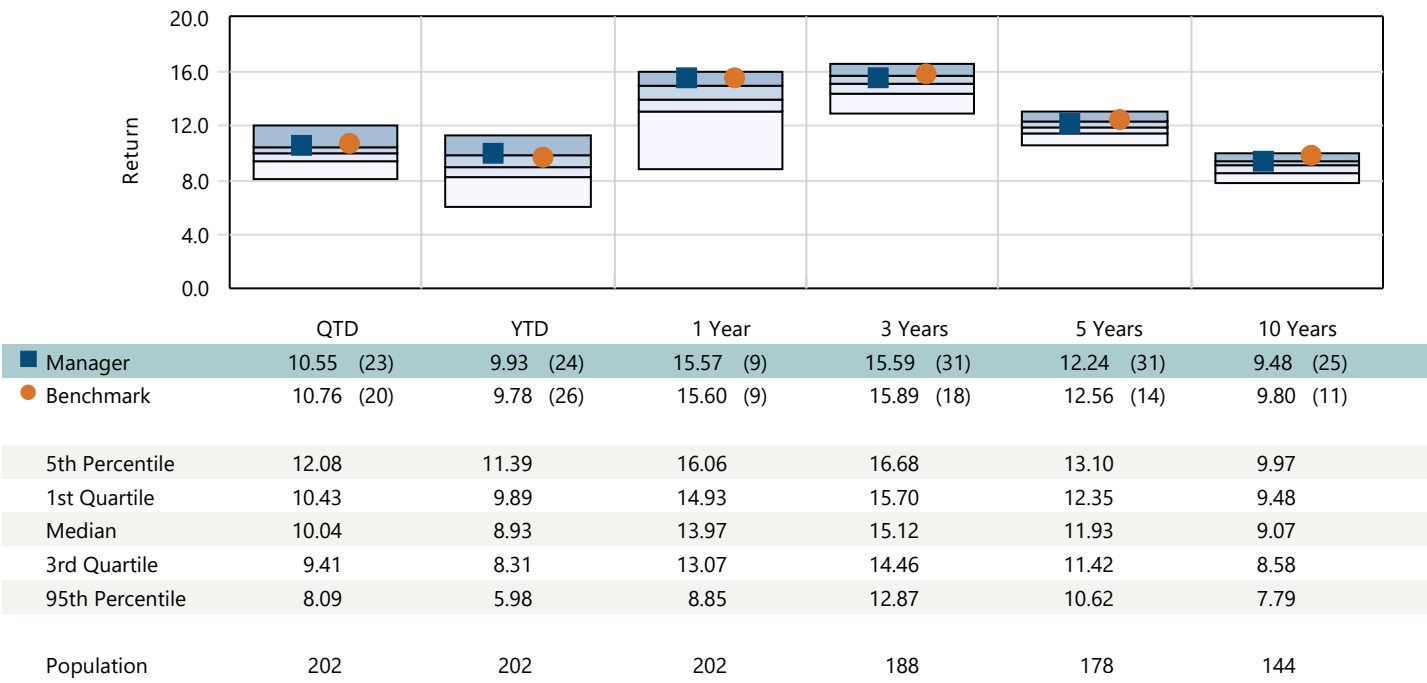 20.0
16.0
12.0
8.0
4.0
0.0
Return
QTD YTD 1 Year 3 Years 5 Years 10 Years
Manager 10.55 (23) 9.93 (24) 15.57 (9) 15.59 (31) 12.24 (31) 9.48 (25)
Benchmark 10.76 (20) 9.78 (26) 15.60 (9) 15.89 (18) 12.56 (14) 9.80 (11)
5th Percentile 12.08 11.39 16.06 16.68 13.10 9.97
1st Quartile 10.43 9.89 14.93 15.70 12.35 9.48
Median 10.04 8.93 13.97 15.12 11.93 9.07
3rd Quartile 9.41 8.31 13.07 14.46 11.42 8.58
95th Percentile 8.09 5.98 8.85 12.87 10.62 7.79
Population 202 202 202 188 178 144